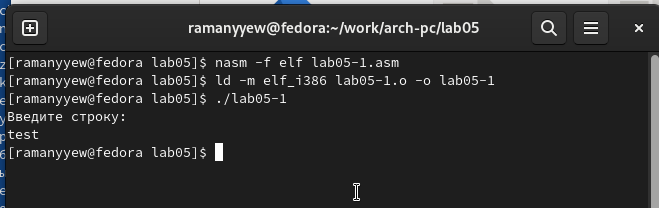 ramanyyew@fedora:~/work/arch-pc/lab05
[ramanyyew@fedora lab05]$ nasm -f elf lab05-1.asm
[ramanyyew@fedora lab05]$ ld -m elf_i386 lab05-1.o -o lab05-1
[ramanyyew@fedora lab05]$ ./lab05-1
Введите строку:
test
[ramanyyew@fedora lab05]$